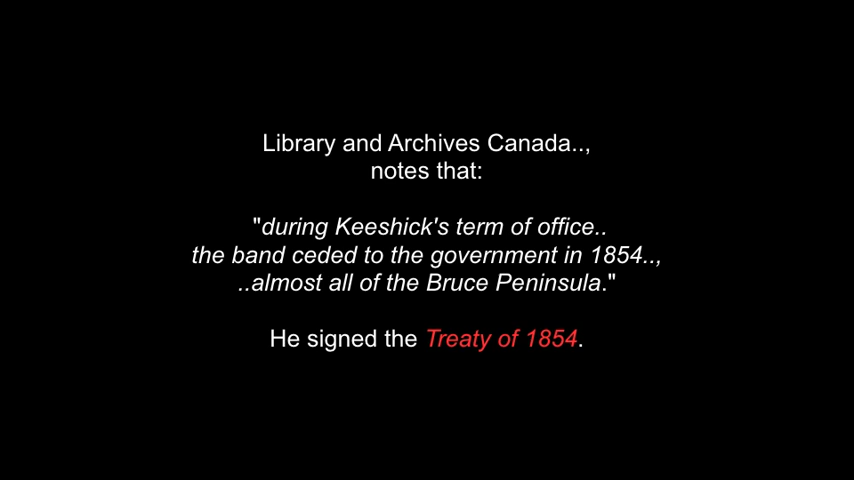 Library and Archives Canada..,
notes that:
"during Keeshick's term of office..
the band ceded to the government in 1854..,
..almost all of the Bruce Peninsula."
He signed the Treaty of 1854.